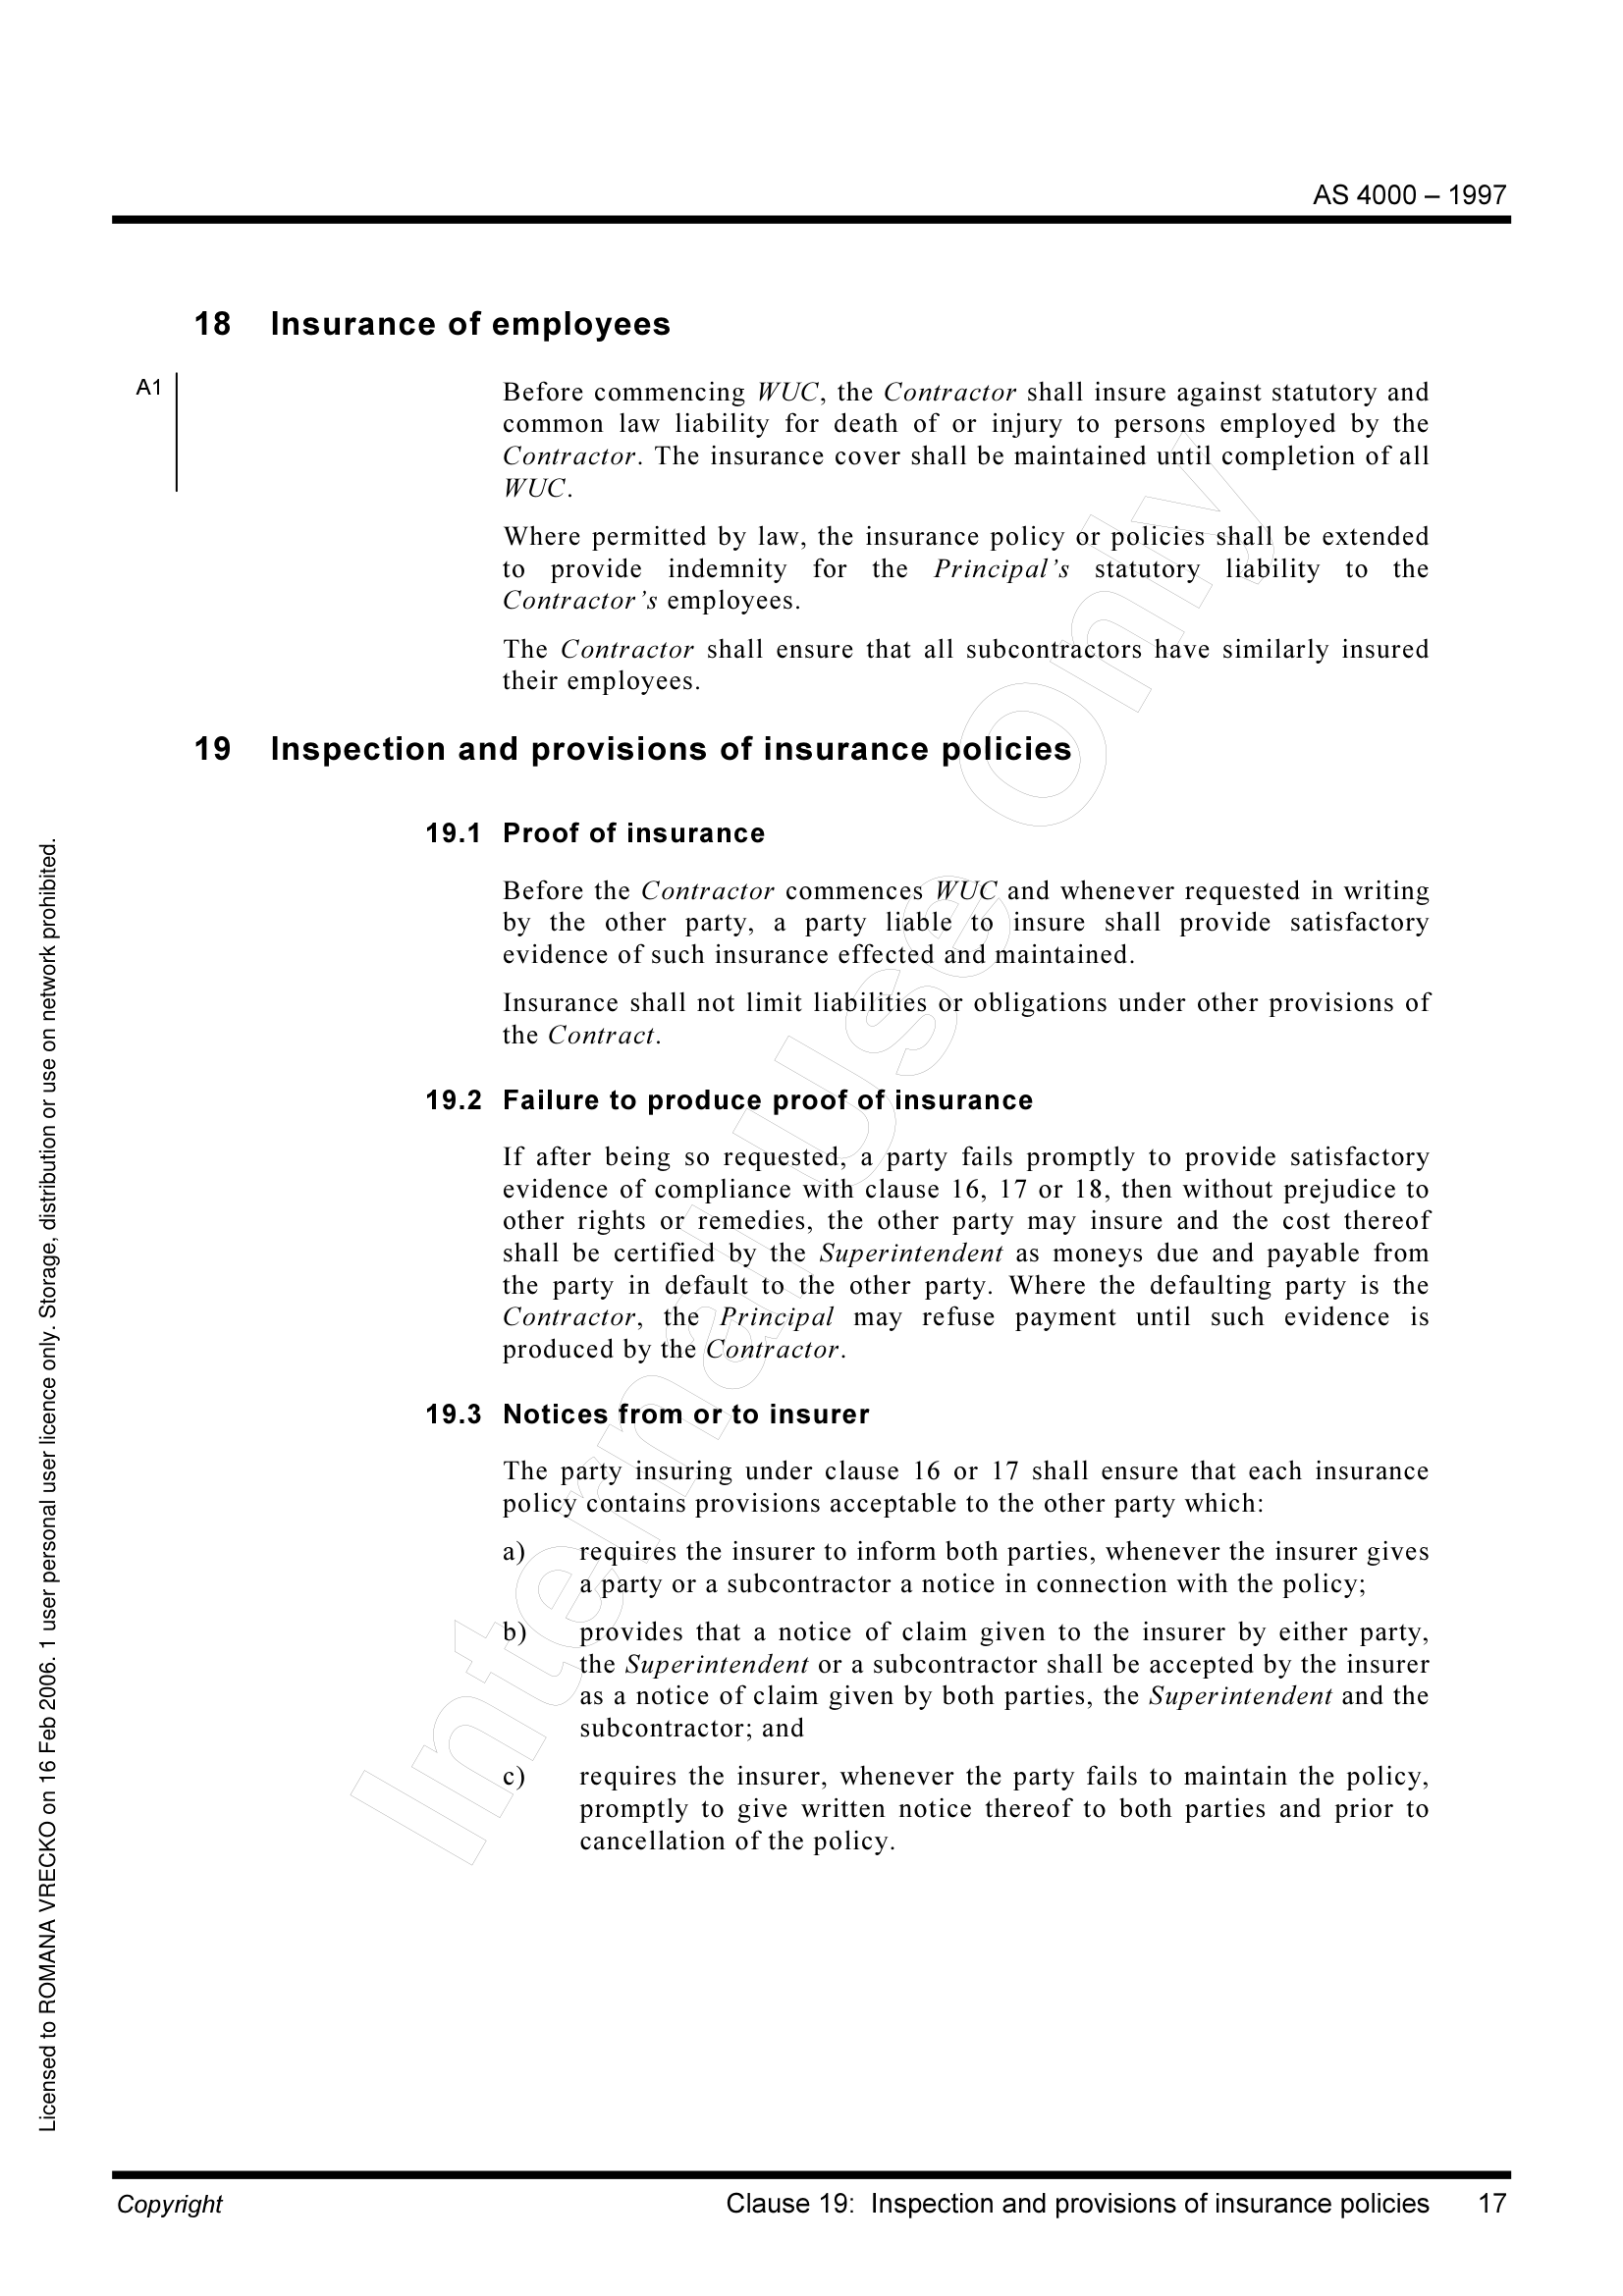 AS 4000 – 1997
18 Insurance of employees
A1
Before commencing WUC, the Contractor shall insure against statutory and
common law liability for death of or injury to persons employed by the
Contractor. The insurance cover shall be maintained until completion of all
WUC.
Where permitted by law, the insurance policy or policies shall be extended
to provide indemnity for the Principal’s statutory liability to the
Contractor’s employees.
The Contractor shall ensure that all subcontractors have similarly insured
their employees.
19 Inspection and provisions of insurance policies
19.1 Proof of insurance
Before the Contractor commences WUC and whenever requested in writing
by the other party, a party liable to insure shall provide satisfactory
evidence of such insurance effected and maintained.
Insurance shall not limit liabilities or obligations under other provisions of
the Contract.
19.2 Failure to produce proof of insurance
If after being so requested, a party fails promptly to provide satisfactory
evidence of compliance with clause 16, 17 or 18, then without prejudice to
other rights or remedies, the other party may insure and the cost thereof
shall be certified by the Superintendent as moneys due and payable from
the party in default to the other party. Where the defaulting party is the
Contractor, the Principal may refuse payment until such evidence is
produced by the Contractor.
19.3 Notices from or to insurer
The party insuring under clause 16 or 17 shall ensure that each insurance
policy contains provisions acceptable to the other party which:
a) requires the insurer to inform both parties, whenever the insurer gives
a party or a subcontractor a notice in connection with the policy;
b) provides that a notice of claim given to the insurer by either party,
the Superintendent or a subcontractor shall be accepted by the insurer
as a notice of claim given by both parties, the Superintendent and the
subcontractor; and
c) requires the insurer, whenever the party fails to maintain the policy,
promptly to give written notice thereof to both parties and prior to
cancellation of the policy.
Internal Use Only
Licensed to ROMANA VRECKO on 16 Feb 2006. 1 user personal user licence only. Storage, distribution or use on network prohibited.
Copyright
Clause 19: Inspection and provisions of insurance policies 17